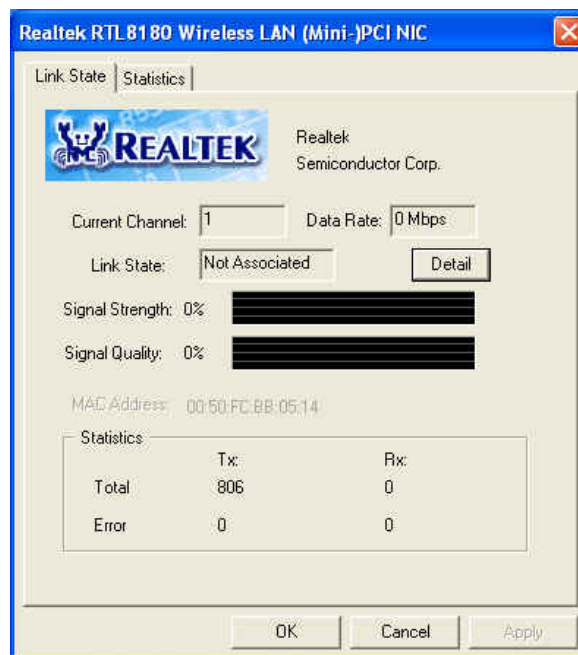 Realtek RTL8180 Wireless LAN (Mini-)PCI NIC
Link State Statistics
REALTEK
Realtek
Semiconductor Corp.
Current Channel: 1 Data Rate: 0 Mbps
Link State: Not Associated Detail
Signal Strength: 0%
Signal Quality: 0%
MAC Address: 00:50:FC:BB:05:14
Statistics
Tx: Rx:
Total 806 0
Error 0 0
OK Cancel Apply